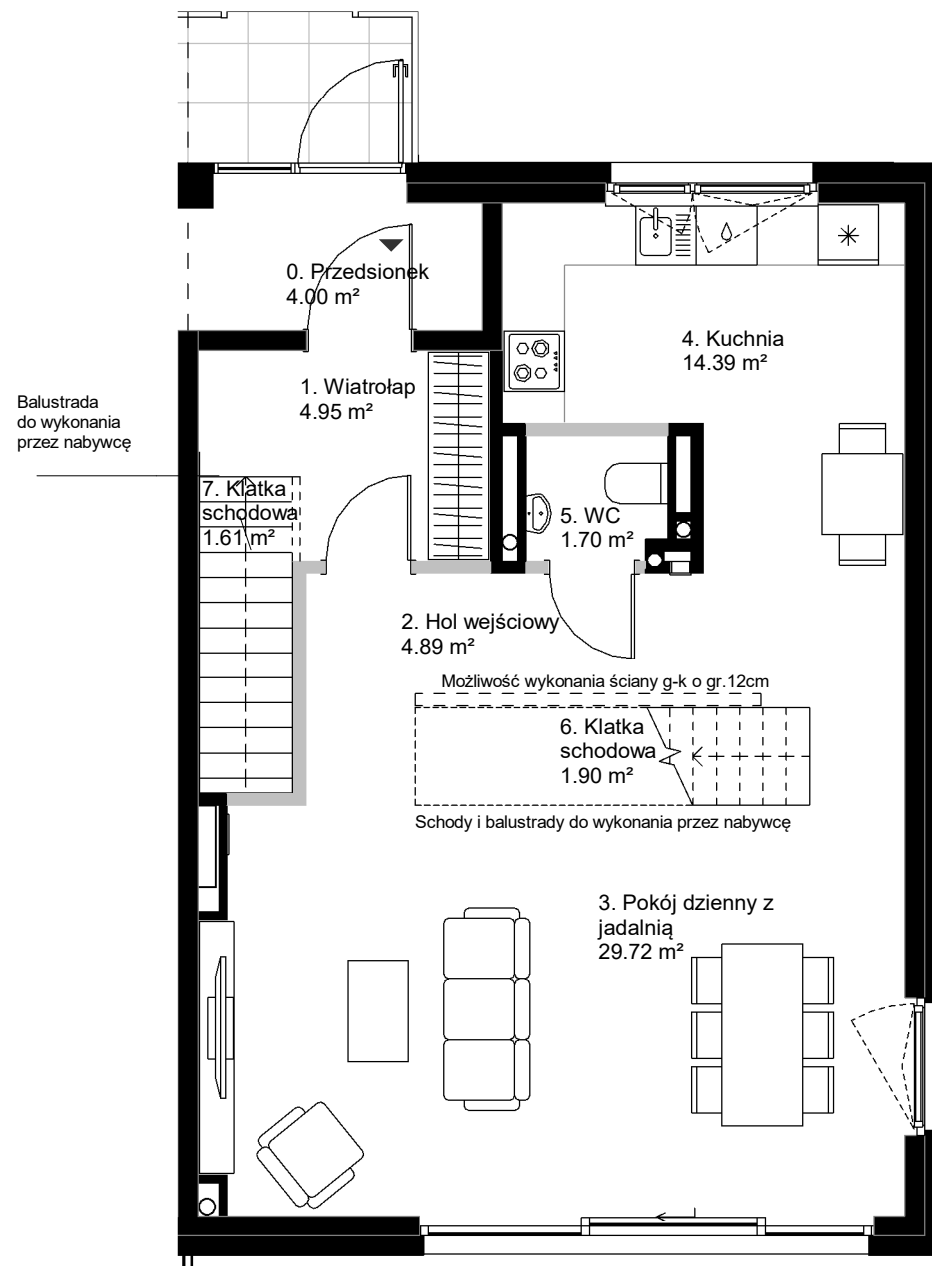 0. Przedsionek
4.00 m²
4. Kuchnia
14.39 m²
1. Wiatrołap
4.95 m²
Balustrada
do wykonania
przez nabywcę
7. Klatka
schodowa
1.61 m²
5. WC
1.70 m²
2. Hol wejściowy
4.89 m²
Możliwość wykonania ściany g-k o gr.12cm
6. Klatka
schodowa
1.90 m²
Schody i balustrady do wykonania przez nabywcę
3. Pokój dzienny z
jadalnią
29.72 m²